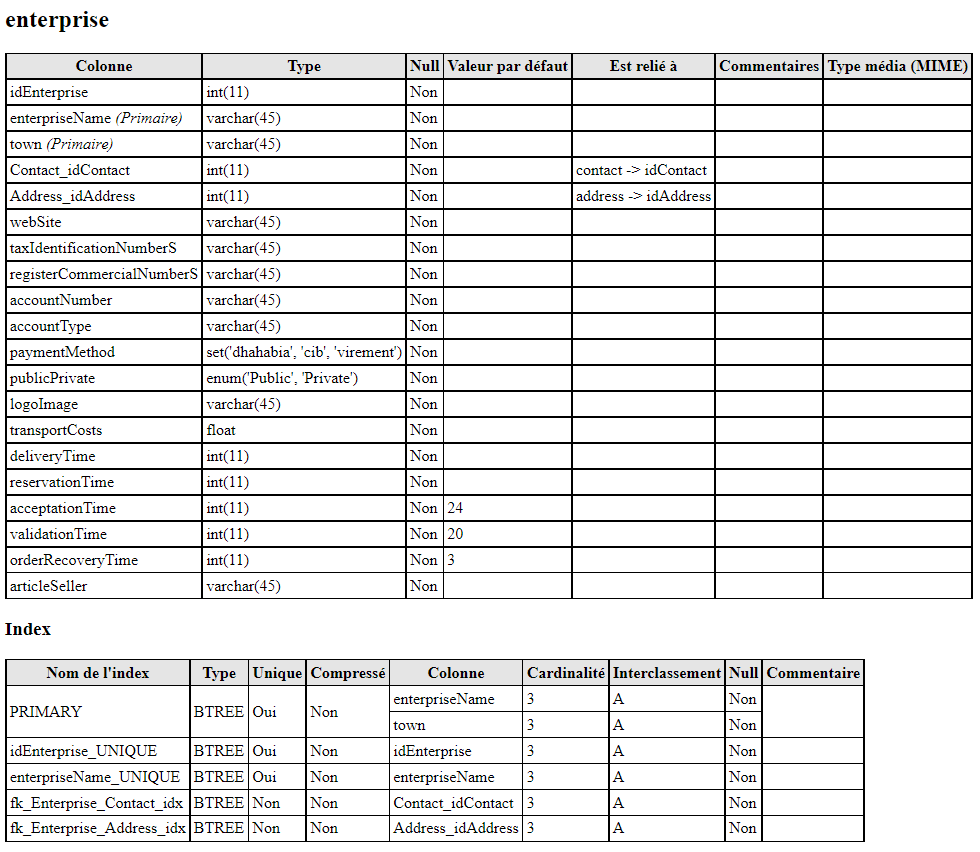 enterprise
Colonne Type Null Valeur par défaut Est relié à Commentaires Type média (MIME)
idEnterprise int(11) Non
enterpriseName (Primaire) varchar(45) Non
town (Primaire) varchar(45) Non
Contact_idContact int(11) Non contact -> idContact
Address_idAddress int(11) Non address -> idAddress
webSite varchar(45) Non
taxIdentificationNumberS varchar(45) Non
registerCommercialNumberS varchar(45) Non
accountNumber varchar(45) Non
accountType varchar(45) Non
paymentMethod set('dhahabia', 'cib', 'virement') Non
publicPrivate enum('Public', 'Private') Non
logoImage varchar(45) Non
transportCosts float Non
deliveryTime int(11) Non
reservationTime int(11) Non
acceptationTime int(11) Non 24
validationTime int(11) Non 20
orderRecoveryTime int(11) Non 3
articleSeller varchar(45) Non
Index
Nom de l'index Type Unique Compressé Colonne Cardinalité Interclassement Null Commentaire
PRIMARY BTREE Oui Non enterpriseName 3 A Non
town 3 A Non
idEnterprise_UNIQUE BTREE Oui Non idEnterprise 3 A Non
enterpriseName_UNIQUE BTREE Oui Non enterpriseName 3 A Non
fk_Enterprise_Contact_idx BTREE Non Non Contact_idContact 3 A Non
fk_Enterprise_Address_idx BTREE Non Non Address_idAddress 3 A Non